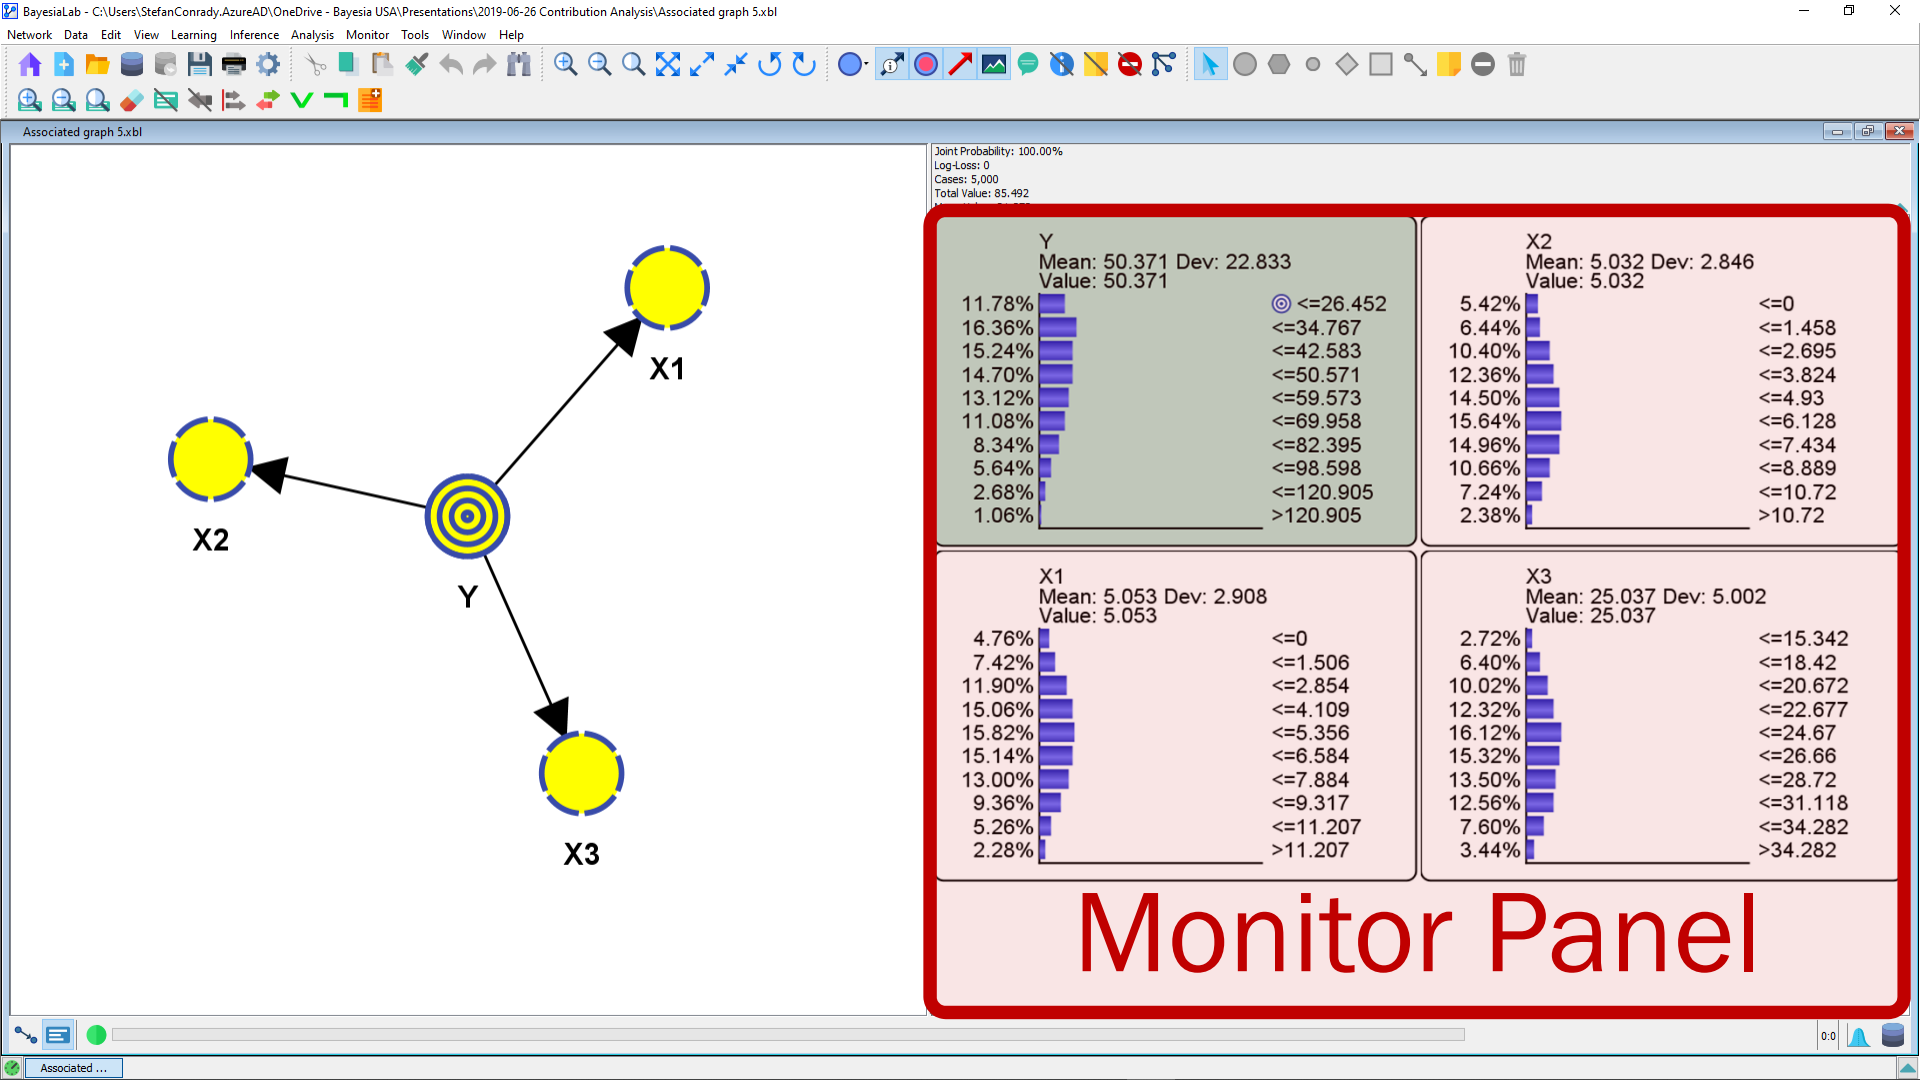 BayesiaLab - C:\Users\StefanConrady.AzureAD\OneDrive - Bayesia USA\Presentations\2019-06-26 Contribution Analysis\Associated graph 5.xbl
Network Data Edit View Learning Inference Analysis Monitor Tools Window Help
Associated graph 5.xbl
X1
X2
Y
X3
Joint Probability: 100.00%
Log-Loss: 0
Cases: 5,000
Total Value: 85.492
Y
Mean: 50.371 Dev: 22.833
Value: 50.371
11.78% <=26.452
16.36% <=34.767
15.24% <=42.583
14.70% <=50.571
13.12% <=59.573
11.08% <=69.958
8.34% <=82.395
5.64% <=98.598
2.68% <=120.905
1.06% >120.905
X2
Mean: 5.032 Dev: 2.846
Value: 5.032
5.42% <=0
6.44% <=1.458
10.40% <=2.695
12.36% <=3.824
14.50% <=4.93
15.64% <=6.128
14.96% <=7.434
10.66% <=8.889
7.24% <=10.72
2.38% >10.72
X1
Mean: 5.053 Dev: 2.908
Value: 5.053
4.76% <=0
7.42% <=1.506
11.90% <=2.854
15.06% <=4.109
15.82% <=5.356
15.14% <=6.584
13.00% <=7.884
9.36% <=9.317
5.26% <=11.207
2.28% >11.207
X3
Mean: 25.037 Dev: 5.002
Value: 25.037
2.72% <=15.342
6.40% <=18.42
10.02% <=20.672
12.32% <=22.677
16.12% <=24.67
15.32% <=26.66
13.50% <=28.72
12.56% <=31.118
7.60% <=34.282
3.44% >34.282
Monitor Panel
0:0
Associated ...